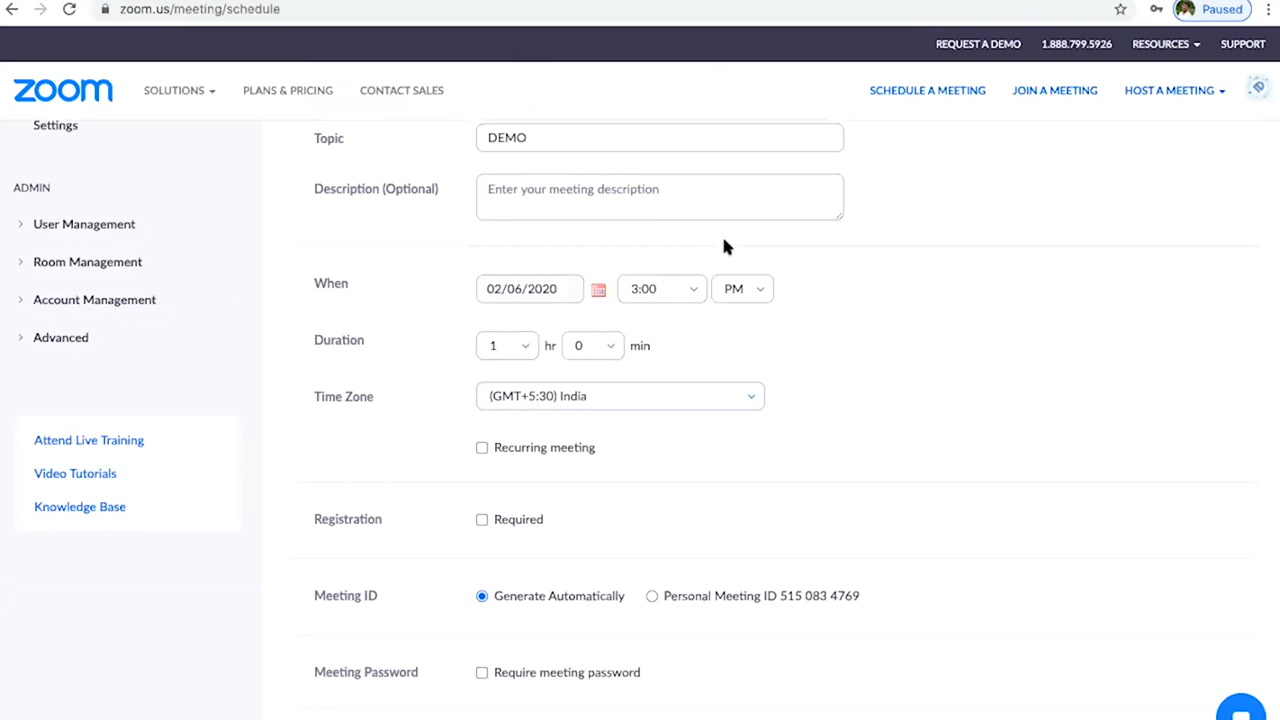 zoom.us/meeting/schedule Paused
REQUEST A DEMO 1.888.799.5926 RESOURCES SUPPORT
zoom SOLUTIONS PLANS & PRICING CONTACT SALES SCHEDULE A MEETING JOIN A MEETING HOST A MEETING
Settings
ADMIN
User Management
Room Management
Account Management
Advanced
Attend Live Training
Video Tutorials
Knowledge Base
Topic DEMO
Description (Optional) Enter your meeting description
When 02/06/2020 3:00 PM
Duration 1 hr 0 min
Time Zone (GMT+5:30) India
Recurring meeting
Registration Required
Meeting ID Generate Automatically Personal Meeting ID 515 083 4769
Meeting Password Require meeting password